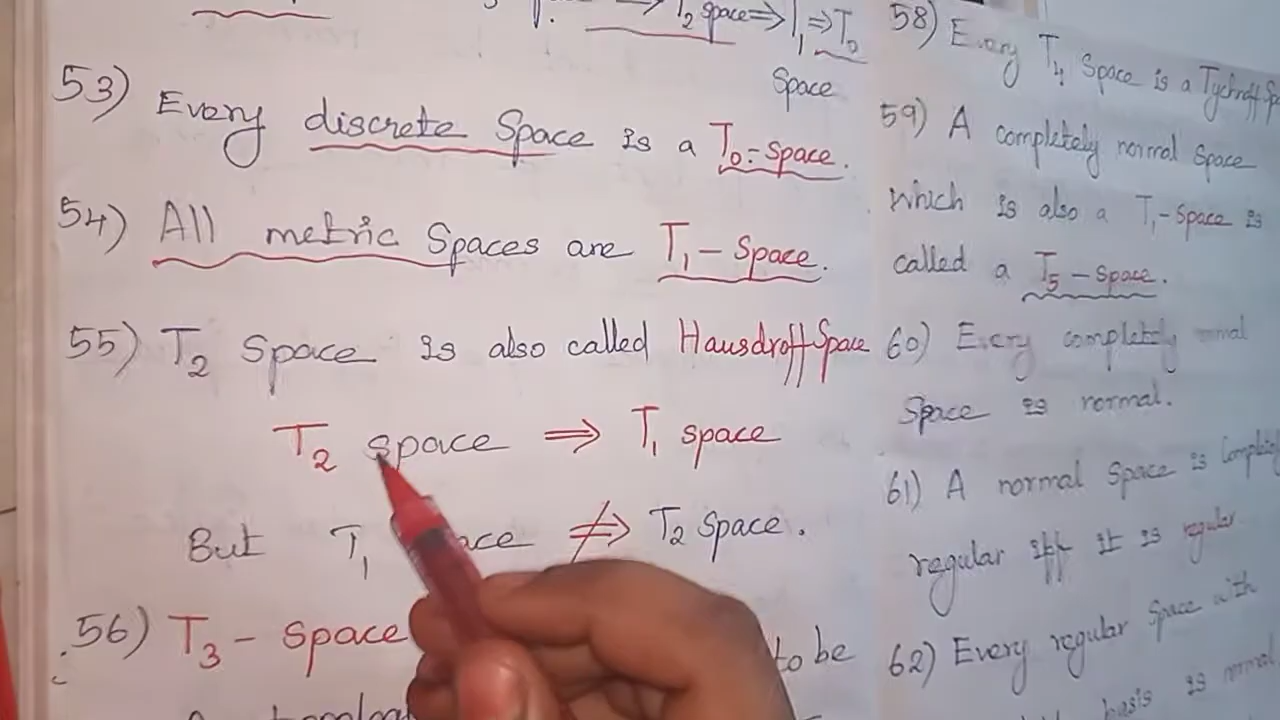 T2 space ⇒ T1 ⇒ T0
Space
53) Every discrete Space is a T0-Space.
54) All metric Spaces are T1 - Space.
55) T2 Space is also called Hausdroff Space
T2 space ⇒ T1 space
But T1 ⇏ T2 space.
56) T3 - Space to be
58) Every T4 Space is a Tychnoff
59) A completely normal Space
Which is also a T1-Space is
called a T5 - Space.
60) Every completely
Space is normal.
61) A normal Space is
regular iff it is regular
62) Every regular Space with
basis is normal